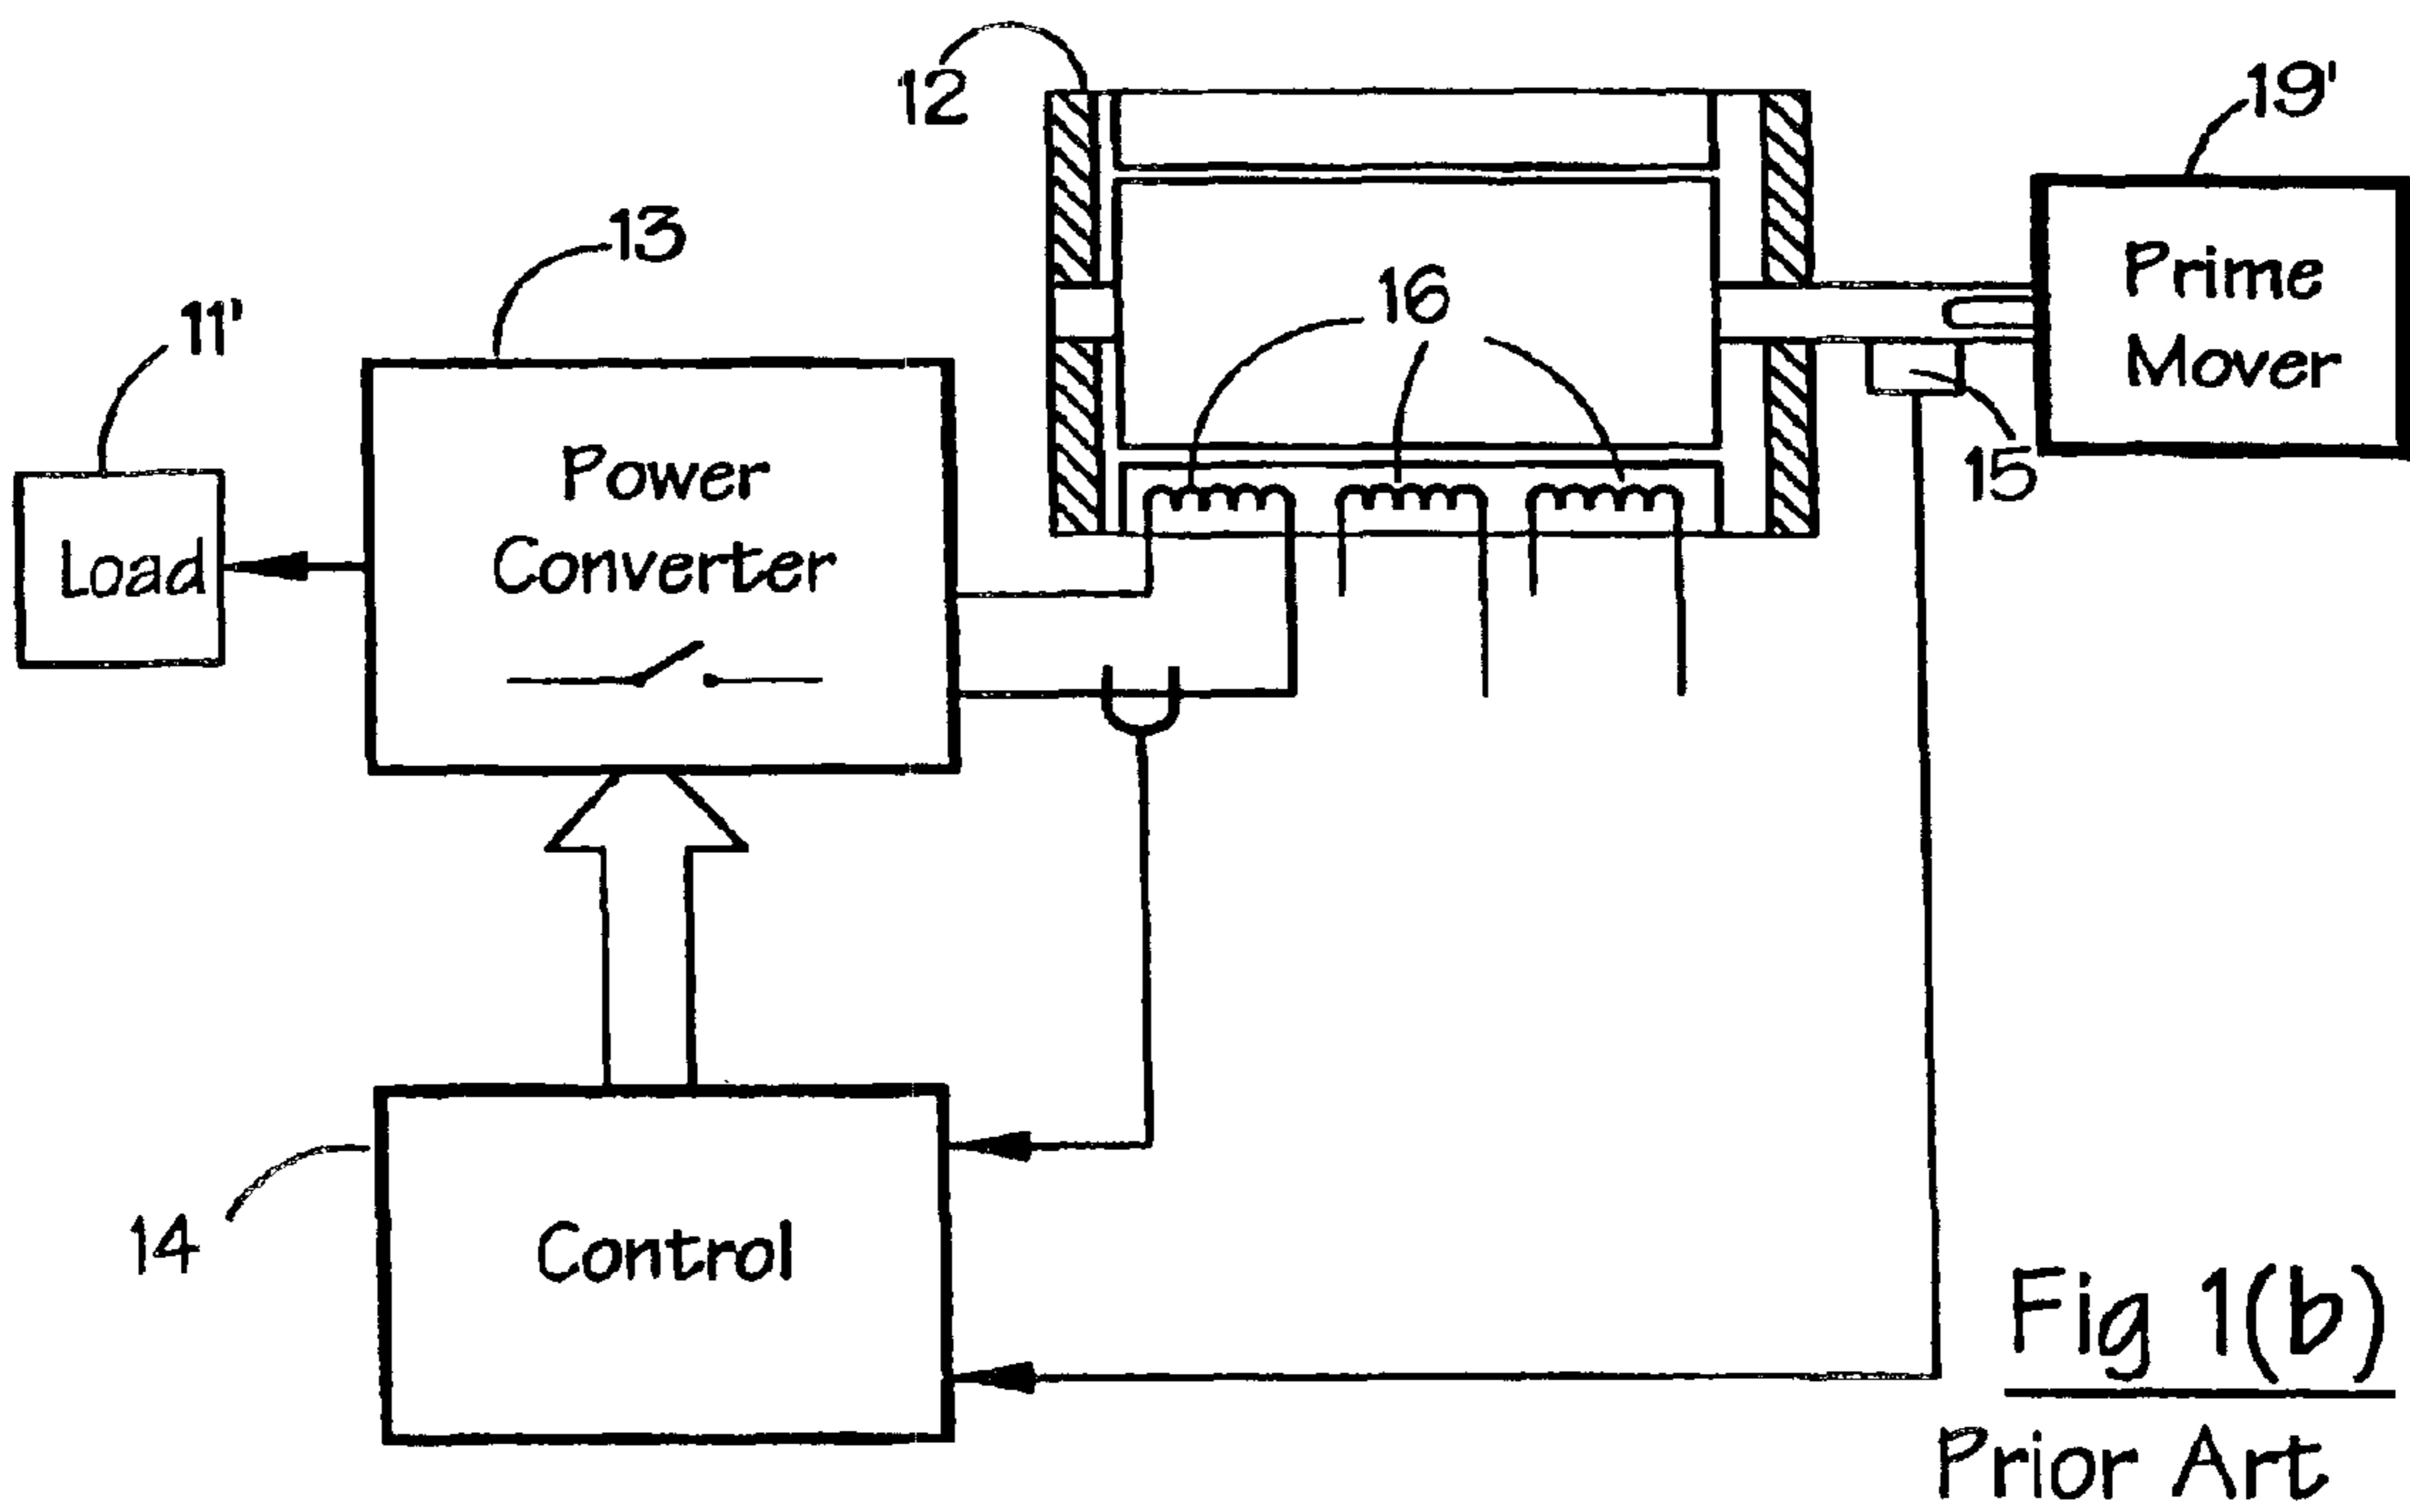 12
19'
13
Prime
Mover
16
11'
15
Power
Converter
Load
14
Control
Fig 1(b)
Prior Art